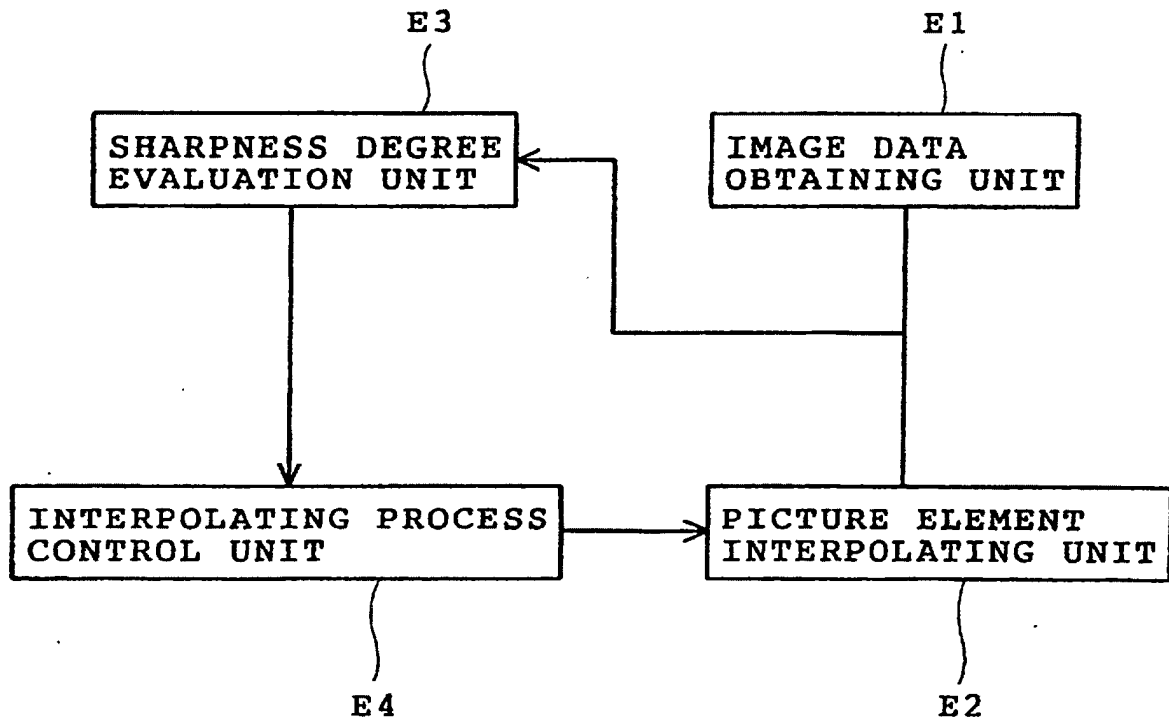 E3
E1
SHARPNESS DEGREE
EVALUATION UNIT
IMAGE DATA
OBTAINING UNIT
INTERPOLATING PROCESS
CONTROL UNIT
PICTURE ELEMENT
INTERPOLATING UNIT
E4
E2